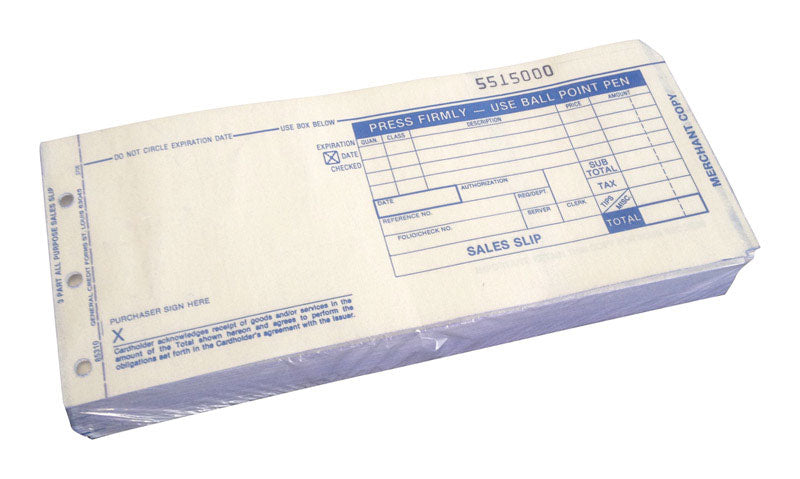 5515000
DO NOT CIRCLE EXPIRATION DATE
USE BOX BELOW
EXPIRATION
DATE
CHECKED
PRESS FIRMLY — USE BALL POINT PEN
QUAN. CLASS DESCRIPTION PRICE AMOUNT
SUB
TOTAL
DATE AUTHORIZATION
TAX
REFERENCE NO. REG/DEPT. SERVER CLERK
TIPS
MISC.
FOLIO/CHECK NO.
TOTAL
SALES SLIP
MERCHANT COPY
3 PART ALL PURPOSE SALES SLIP
GENERAL CREDIT FORMS ST. LOUIS 63045
65310
PURCHASER SIGN HERE
X
Cardholder acknowledges receipt of goods and/or services in the
amount of the Total shown hereon and agrees to perform the
obligations set forth in the Cardholder's agreement with the issuer.